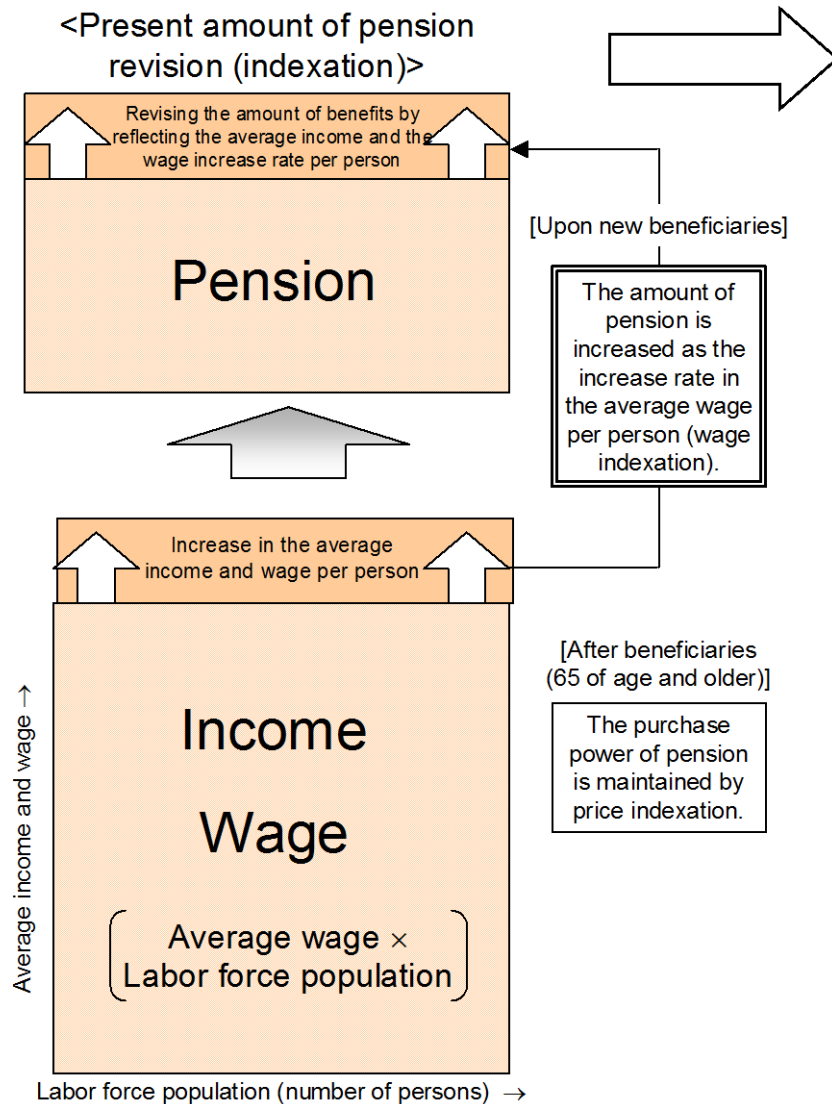 <Present amount of pension
revision (indexation)>
Revising the amount of benefits by
reflecting the average income and the
wage increase rate per person
Pension
[Upon new beneficiaries]
The amount of
pension is
increased as the
increase rate in
the average wage
per person (wage
indexation).
Increase in the average
income and wage per person
Income
Wage
Average wage ×
Labor force population
[After beneficiaries
(65 of age and older)]
The purchase
power of pension
is maintained by
price indexation.
Average income and wage →
Labor force population (number of persons) →